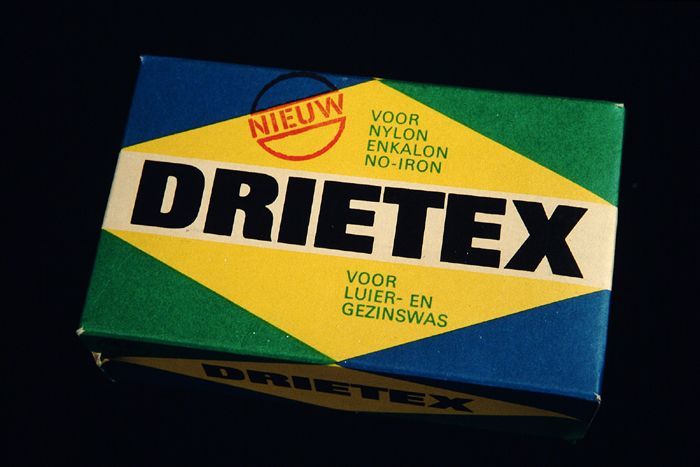 NIEUW
VOOR
NYLON
ENKALON
NO-IRON
DRIETEX
VOOR
LUIER- EN
GEZINSWAS
DRIETEX